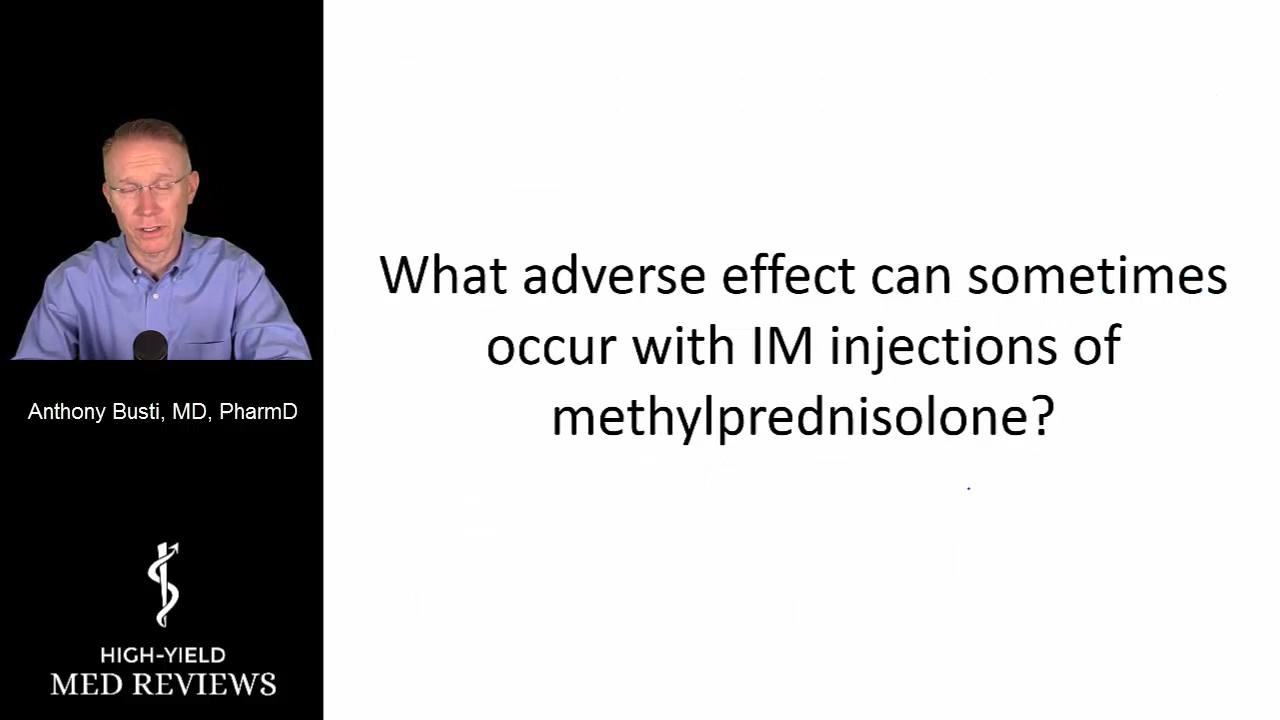 What adverse effect can sometimes
occur with IM injections of
methylprednisolone?
Anthony Busti, MD, PharmD
HIGH-YIELD
MED REVIEWS